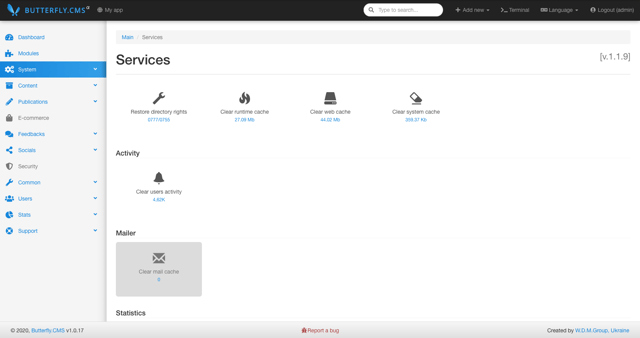 BUTTERFLY.CMS
My app
Type to search...
Add new
Terminal
Language
Logout (admin)
Dashboard
Modules
System
Content
Publications
E-commerce
Feedbacks
Socials
Security
Common
Users
Stats
Support
Main / Services
Services
[v.1.1.9]
Restore directory rights
0777/0755
Clear runtime cache
27.08 Mb
Clear web cache
44.02 Mb
Clear system cache
359.37 Kb
Activity
Clear users activity
4.82K
Mailer
Clear mail cache
0
Statistics
© 2020, Butterfly.CMS v1.0.17
Report a bug
Created by W.D.M.Group, Ukraine.